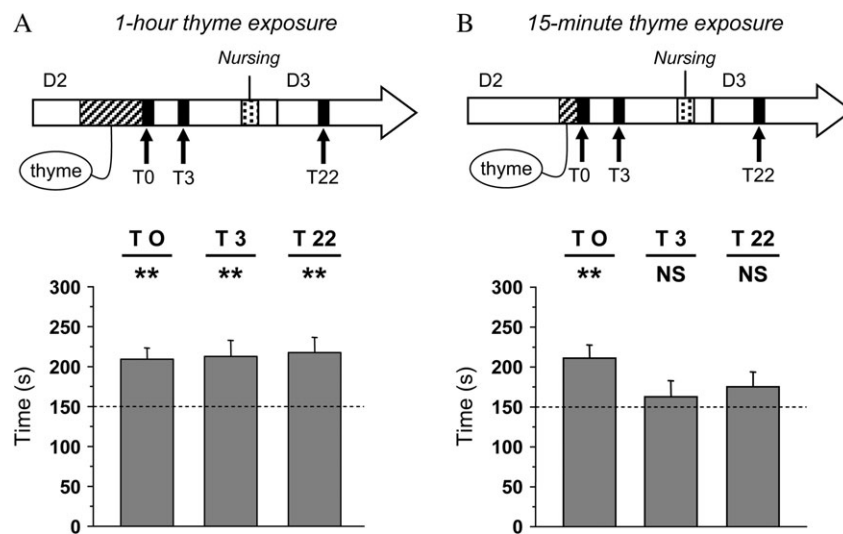 A 1-hour thyme exposure
Nursing
D2 D3
thyme
T0 T3 T22
T O T 3 T 22
** ** **
300
250
200
150
100
50
0
Time (s)
B 15-minute thyme exposure
Nursing
D2 D3
thyme
T0 T3 T22
T O T 3 T 22
** NS NS
300
250
200
150
100
50
0
Time (s)